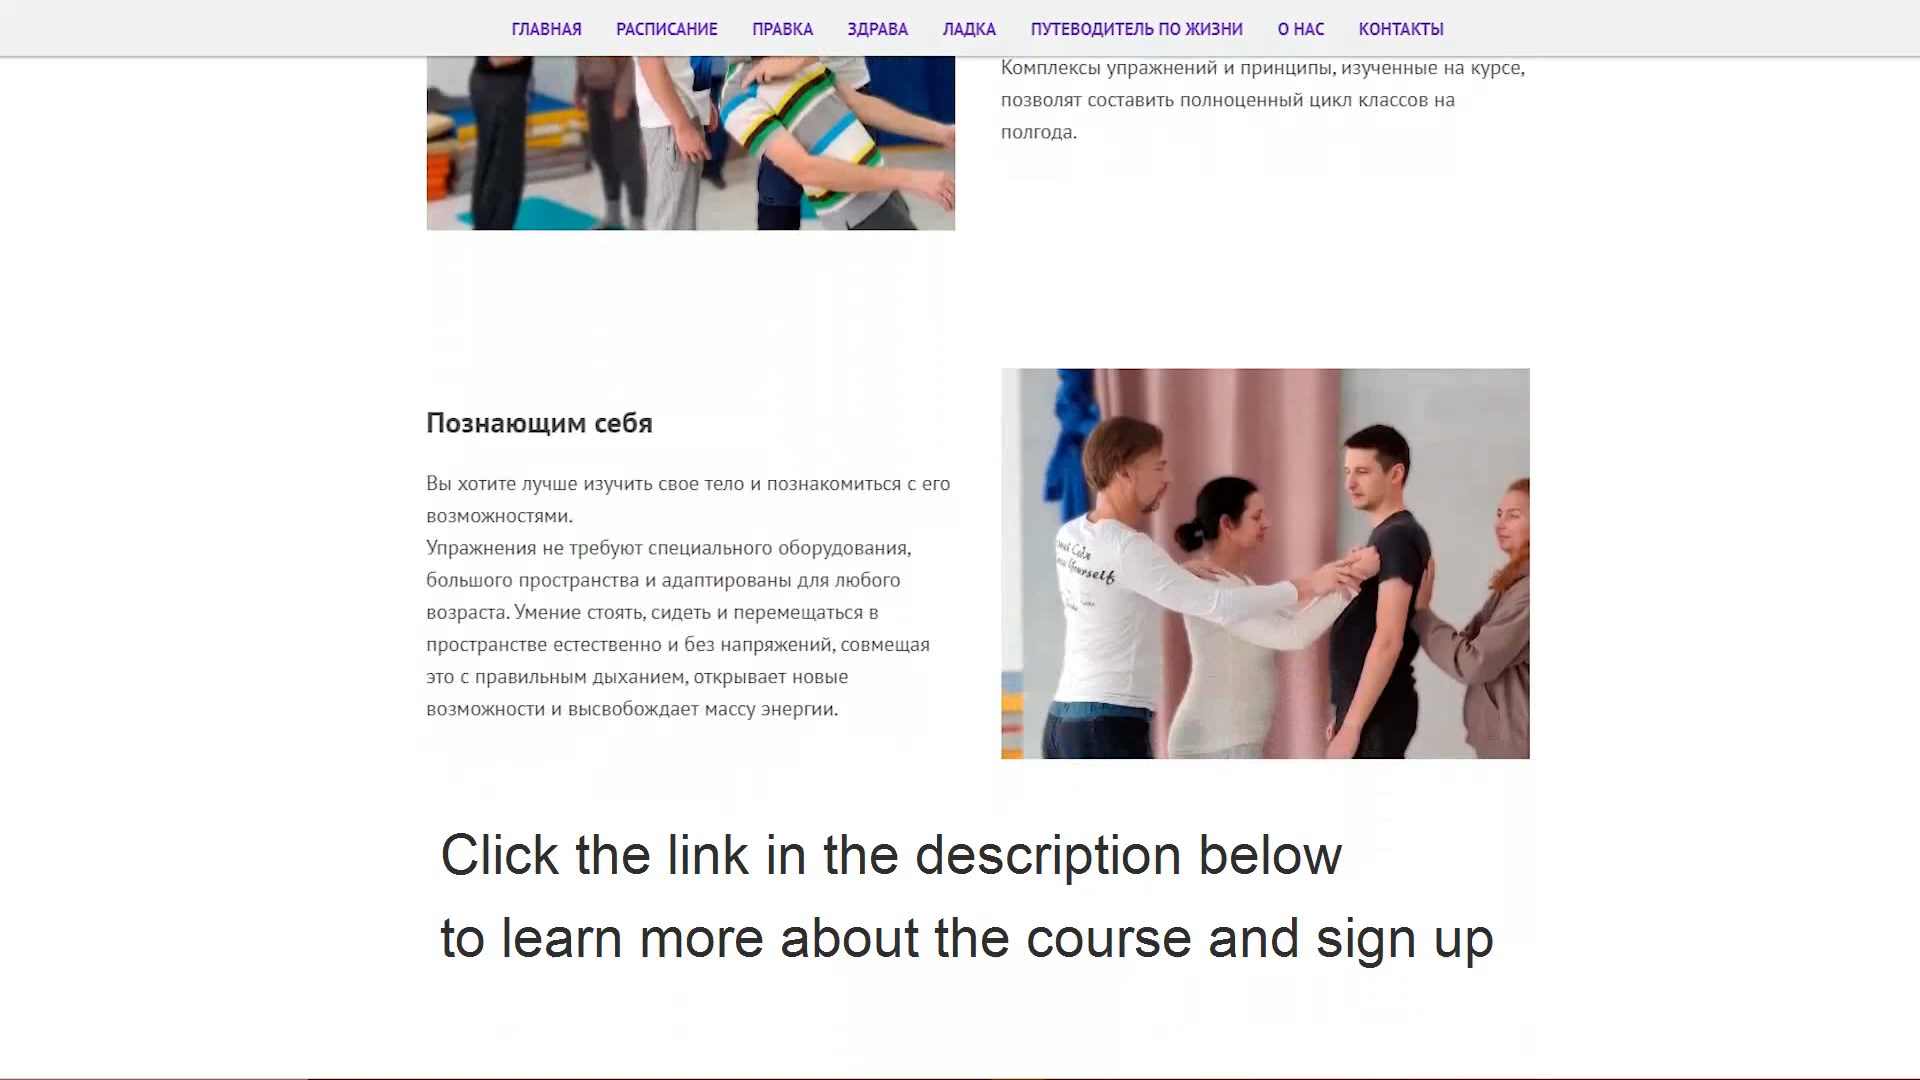 ГЛАВНАЯ РАСПИСАНИЕ ПРАВКА ЗДРАВА ЛАДКА ПУТЕВОДИТЕЛЬ ПО ЖИЗНИ О НАС КОНТАКТЫ
Комплексы упражнений и принципы, изученные на курсе,
позволят составить полноценный цикл классов на
полгода.
Познающим себя
Вы хотите лучше изучить свое тело и познакомиться с его
возможностями.
Упражнения не требуют специального оборудования,
большого пространства и адаптированы для любого
возраста. Умение стоять, сидеть и перемещаться в
пространстве естественно и без напряжений, совмещая
это с правильным дыханием, открывает новые
возможности и высвобождает массу энергии.
Себя
Yourself
Click the link in the description below
to learn more about the course and sign up